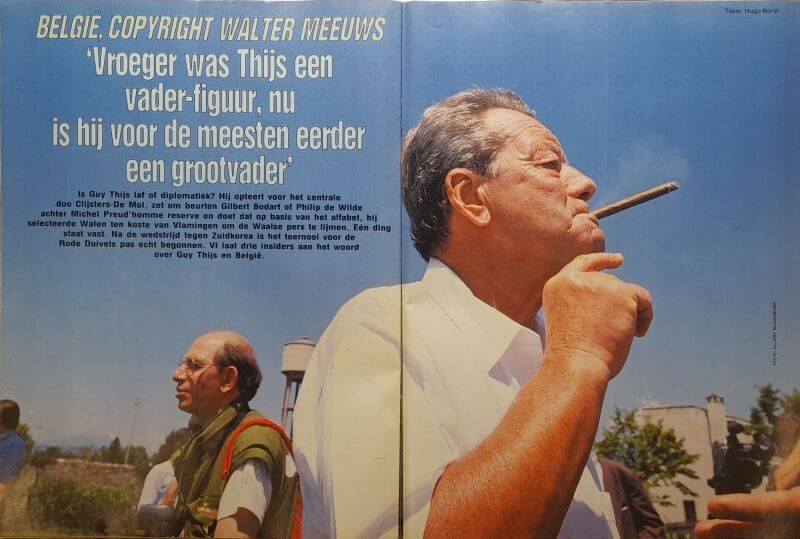 BELGIË, COPYRIGHT WALTER MEEUWS
'Vroeger was Thijs een
vader-figuur, nu
is hij voor de meesten eerder
een grootvader'
Is Guy Thijs laf of diplomatiek? Hij opteert voor het centrale
duo Clijsters-De Mol, zet om beurten Gilbert Bodart of Philip de Wilde
achter Michel Preud'homme reserve en doet dat op basis van het alfabet, hij
selecteerde Walen ten koste van Vlamingen om de Waalse pers te lijmen. Eén ding
staat vast. Na de wedstrijd tegen Zuidkorea is het toernooi voor de
Rode Duivels pas echt begonnen. VI laat drie insiders aan het woord
over Guy Thijs en België.
Tekst: Hugo Borst
FOTO: